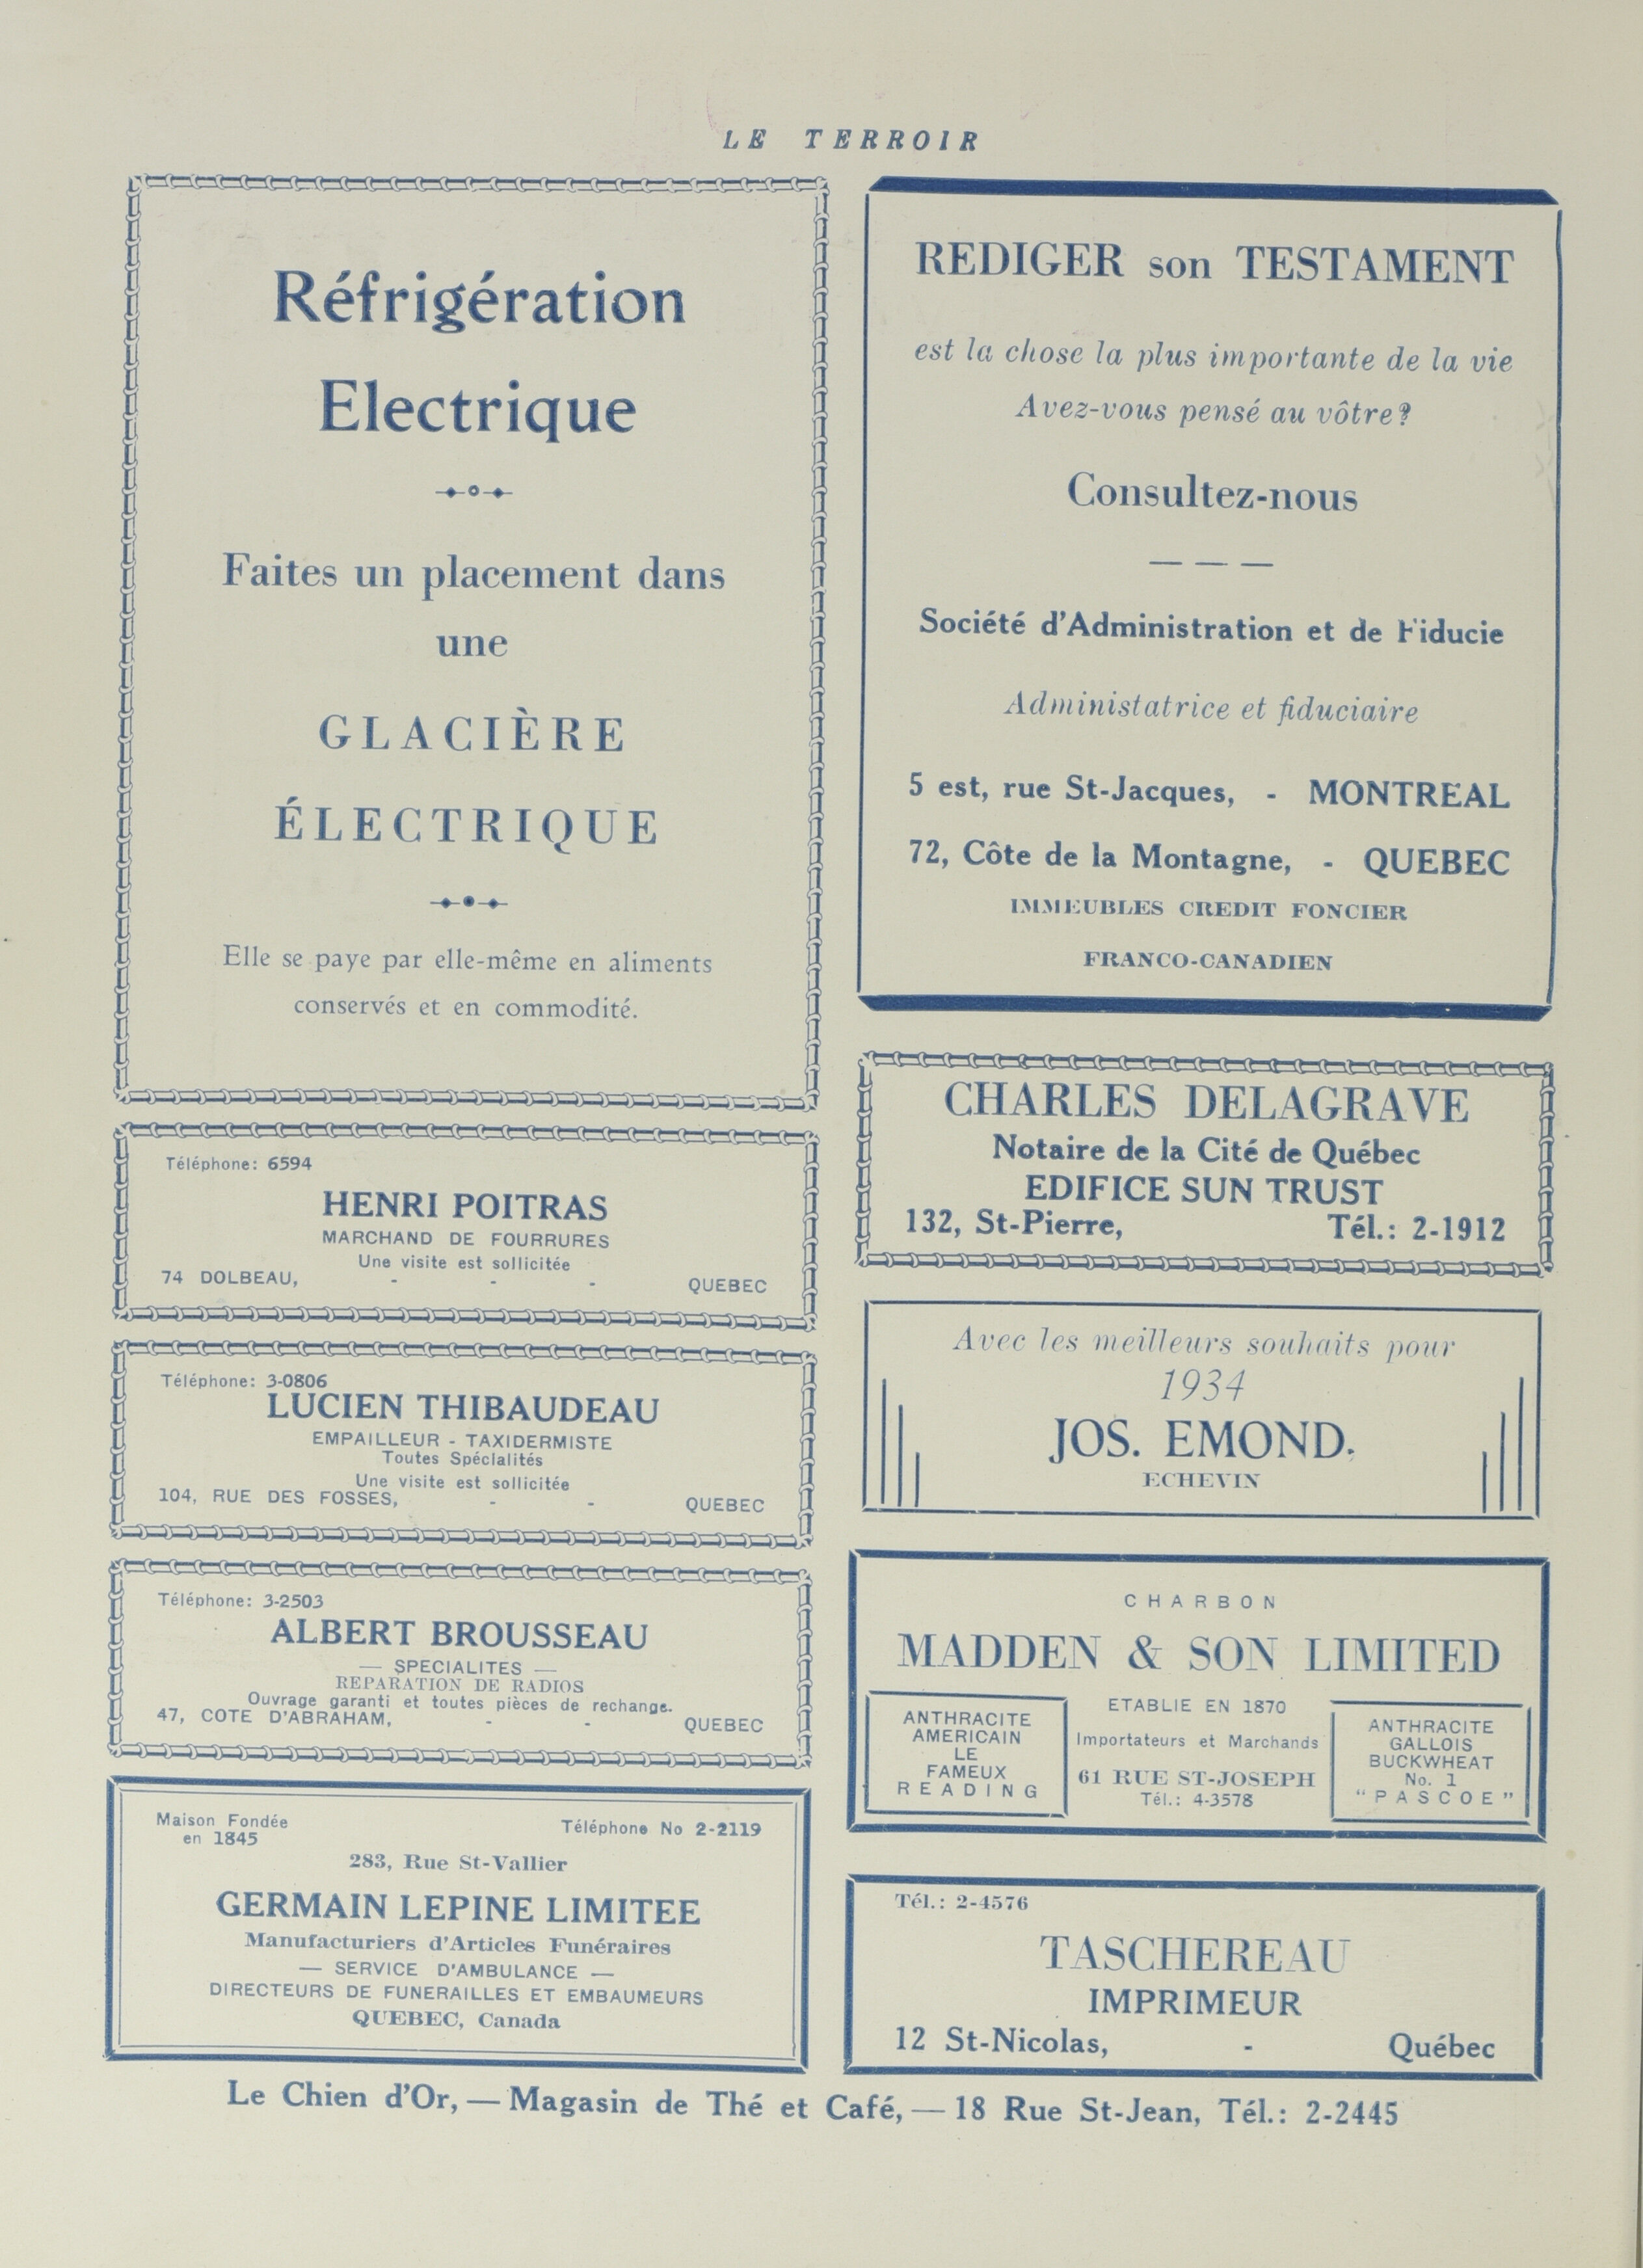 LE TERROIR
Réfrigération
Electrique
Faites un placement dans
une
GLACIÈRE
ÉLECTRIQUE
Elle se paye par elle-même en aliments
conservés et en commodité.
Téléphone: 6594
HENRI POITRAS
MARCHAND DE FOURRURES
Une visite est sollicitée
74 DOLBEAU, - - - QUEBEC
Téléphone: 3-0806
LUCIEN THIBAUDEAU
EMPAILLEUR - TAXIDERMISTE
Toutes Spécialités
Une visite est sollicitée
104, RUE DES FOSSES, - - QUEBEC
Téléphone: 3-2503
ALBERT BROUSSEAU
— SPECIALITES —
REPARATION DE RADIOS
Ouvrage garanti et toutes pièces de rechange.
47, COTE D'ABRAHAM, - - QUEBEC
Maison Fondée
en 1845
Téléphone No 2-2119
283, Rue St-Vallier
GERMAIN LEPINE LIMITEE
Manufacturiers d'Articles Funéraires
— SERVICE D'AMBULANCE —
DIRECTEURS DE FUNERAILLES ET EMBAUMEURS
QUEBEC, Canada
REDIGER son TESTAMENT
est la chose la plus importante de la vie
Avez-vous pensé au vôtre?
Consultez-nous
— — —
Société d'Administration et de Fiducie
Administatrice et fiduciaire
5 est, rue St-Jacques, - MONTREAL
72, Côte de la Montagne, - QUEBEC
IMMEUBLES CREDIT FONCIER
FRANCO-CANADIEN
CHARLES DELAGRAVE
Notaire de la Cité de Québec
EDIFICE SUN TRUST
132, St-Pierre, Tél.: 2-1912
Avec les meilleurs souhaits pour
1934
JOS. EMOND.
ECHEVIN
CHARBON
MADDEN & SON LIMITED
ANTHRACITE
AMERICAIN
LE
FAMEUX
READING
ETABLIE EN 1870
Importateurs et Marchands
61 RUE ST-JOSEPH
Tél.: 4-3578
ANTHRACITE
GALLOIS
BUCKWHEAT
No. 1
"PASCOE"
Tél.: 2-4576
TASCHEREAU
IMPRIMEUR
12 St-Nicolas, - Québec
Le Chien d'Or, — Magasin de Thé et Café, — 18 Rue St-Jean, Tél.: 2-2445